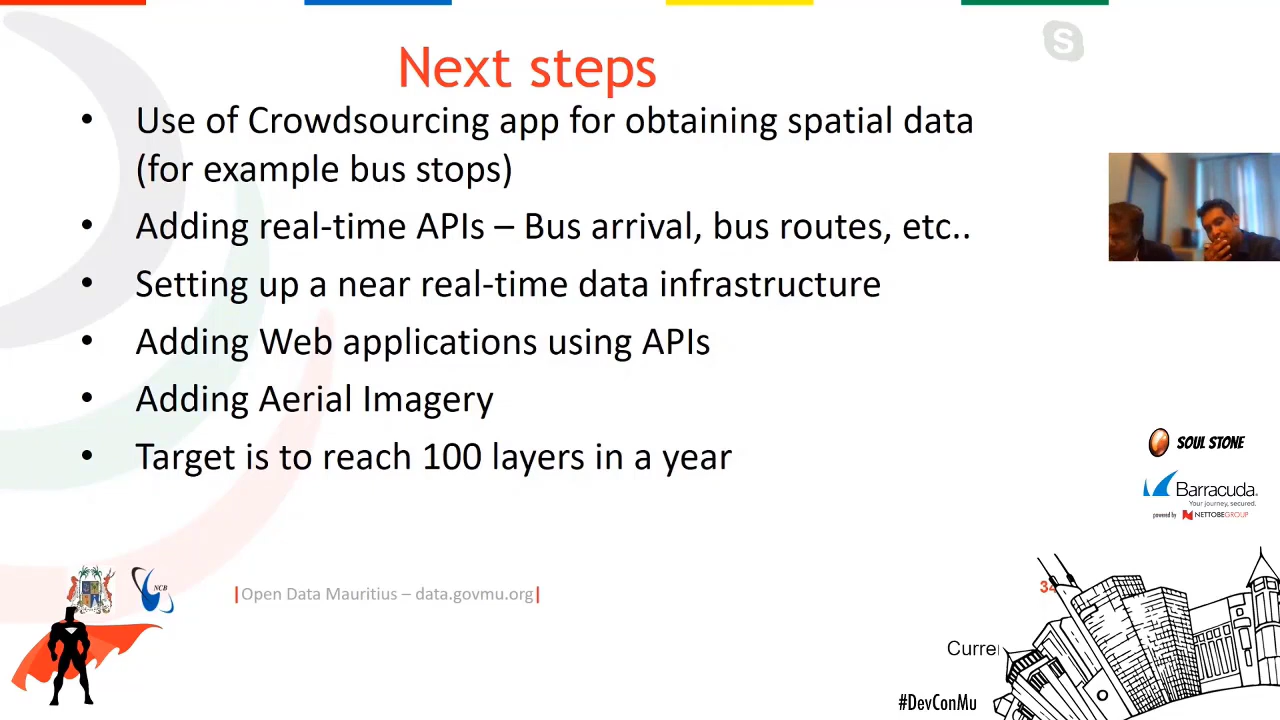 Next steps
• Use of Crowdsourcing app for obtaining spatial data
(for example bus stops)
• Adding real-time APIs – Bus arrival, bus routes, etc..
• Setting up a near real-time data infrastructure
• Adding Web applications using APIs
• Adding Aerial Imagery
• Target is to reach 100 layers in a year
SOUL STONE
Barracuda.
Your journey, secured.
powered by NETTOBEGROUP
NCB
|Open Data Mauritius – data.govmu.org|
34
Curre
#DevConMu